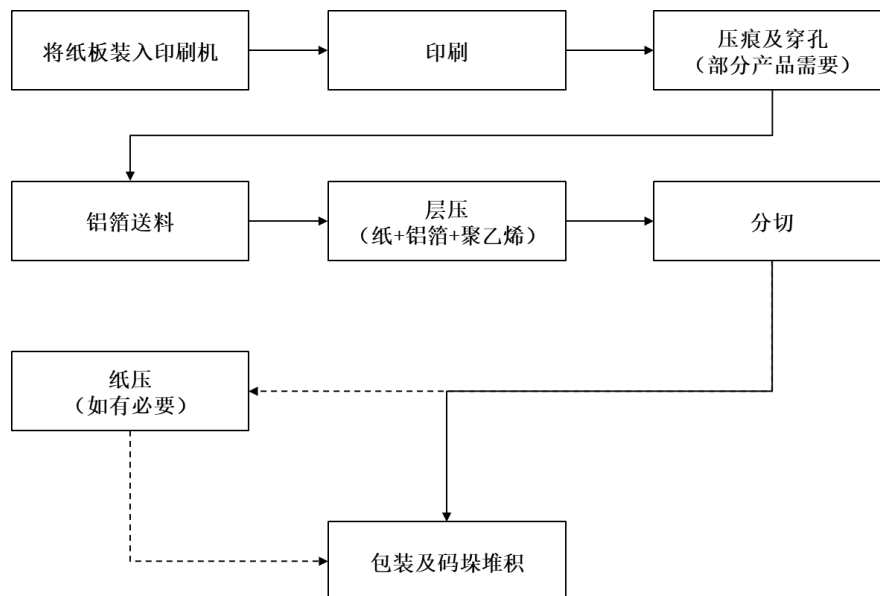 将纸板装入印刷机
印刷
压痕及穿孔
（部分产品需要）
铝箔送料
层压
（纸+铝箔+聚乙烯）
分切
纸压
（如有必要）
包装及码垛堆积